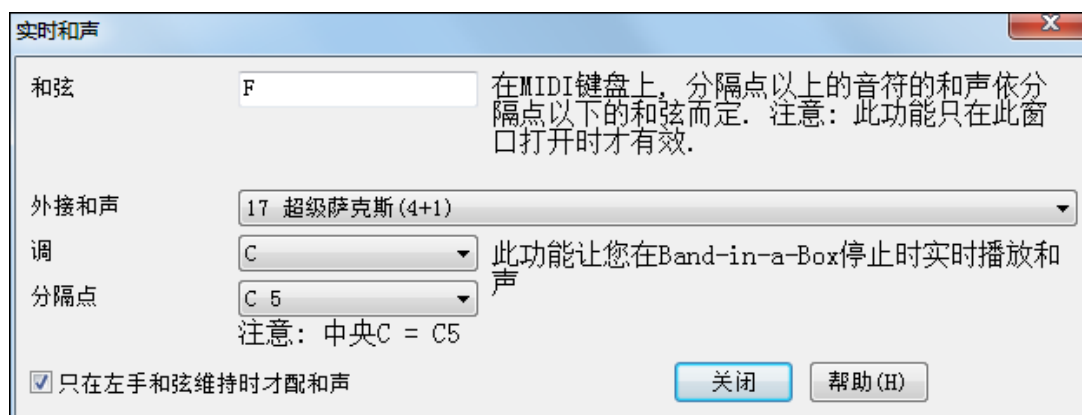 实时和声
和弦
F
在MIDI键盘上, 分隔点以上的音符的和声依分
隔点以下的和弦而定. 注意: 此功能只在此窗
口打开时才有效.
外接和声
17 超级萨克斯(4+1)
调
C
此功能让您在Band-in-a-Box停止时实时播放和
声
分隔点
C 5
注意: 中央C = C5
只在左手和弦维持时才配和声
关闭
帮助(H)